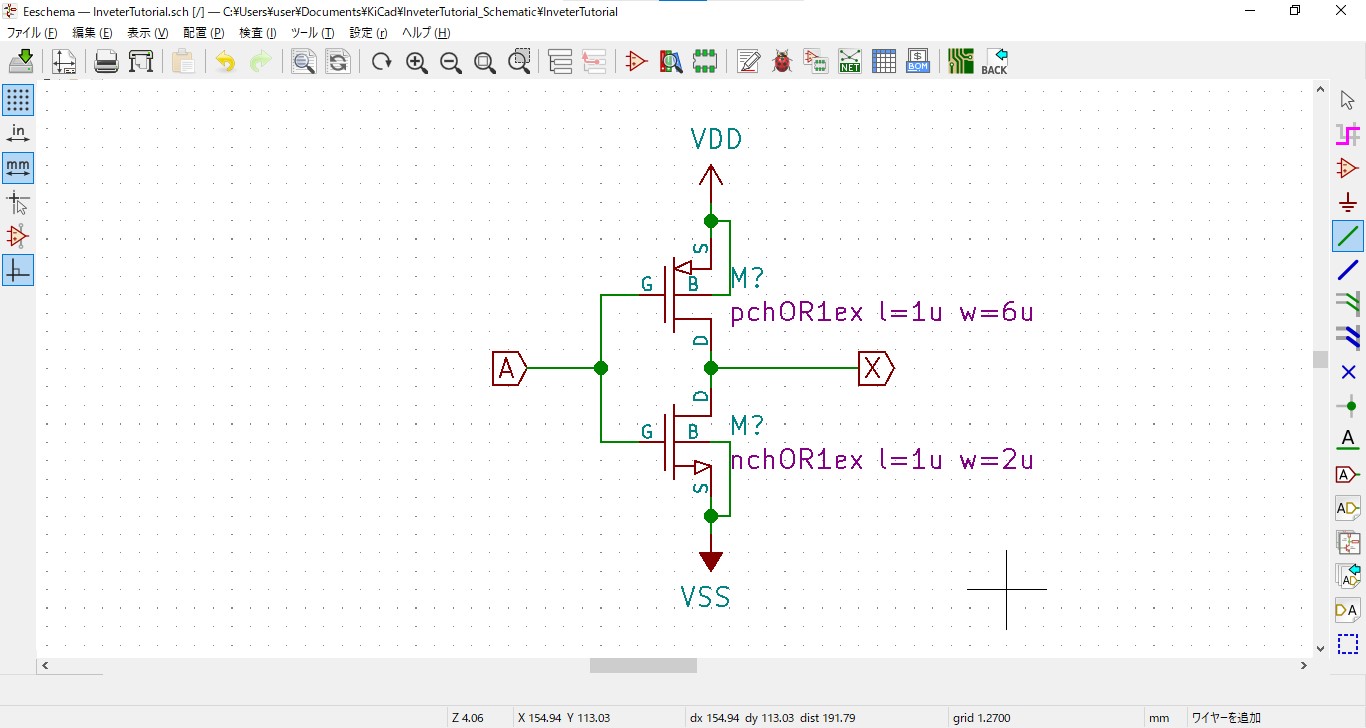 Eeschema — InveterTutorial.sch [/] — C:¥Users¥user¥Documents¥KiCad¥InveterTutorial_Schematic¥InveterTutorial
ファイル (F) 編集 (E) 表示 (V) 配置 (P) 検査 (I) ツール (T) 設定 (r) ヘルプ (H)
NET
$
BOM
BACK
in
mm
VDD
S
G
B
M?
pchOR1ex l=1u w=6u
D
A
X
D
G
B
M?
nchOR1ex l=1u w=2u
S
VSS
A
A
AD
AD
DA
Z 4.06
X 154.94 Y 113.03
dx 154.94 dy 113.03 dist 191.79
grid 1.2700
mm
ワイヤーを追加